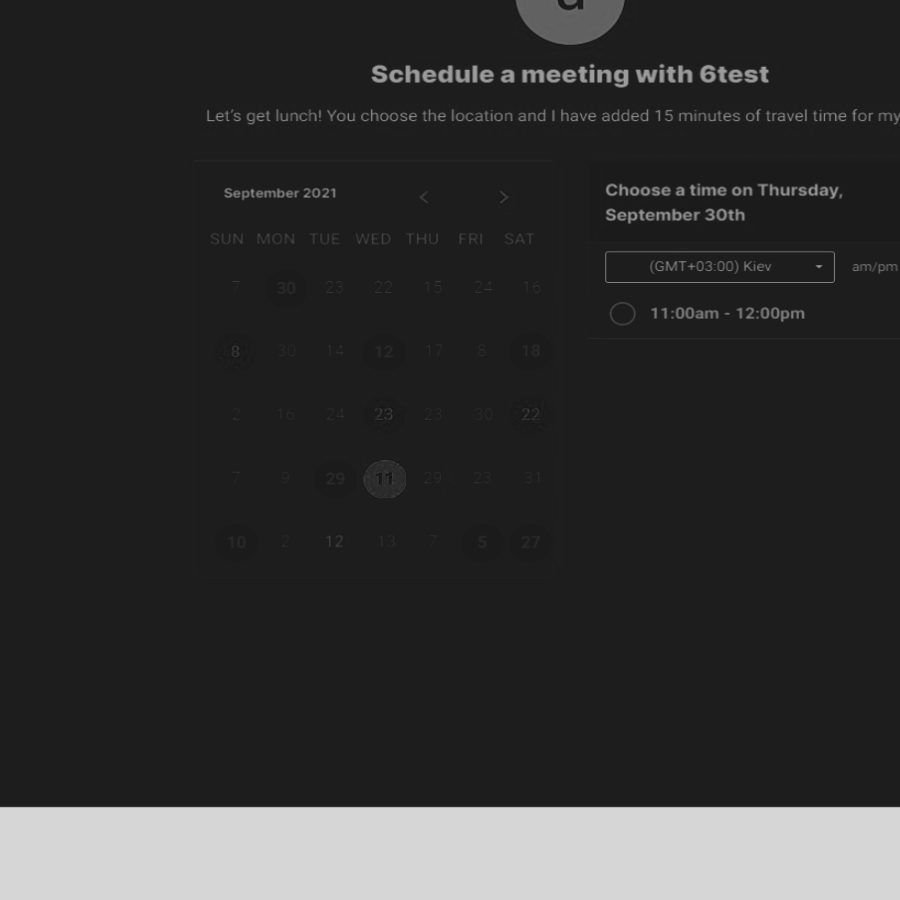 Schedule a meeting with 6test
Let's get lunch! You choose the location and I have added 15 minutes of travel time for my
September 2021 < >
SUN MON TUE WED THU FRI SAT
7 30 23 22 15 24 16
8 30 14 12 17 8 18
2 16 24 23 23 30 22
7 9 29 11 29 23 31
10 2 12 13 7 5 27
Choose a time on Thursday,
September 30th
(GMT+03:00) Kiev am/pm
11:00am - 12:00pm